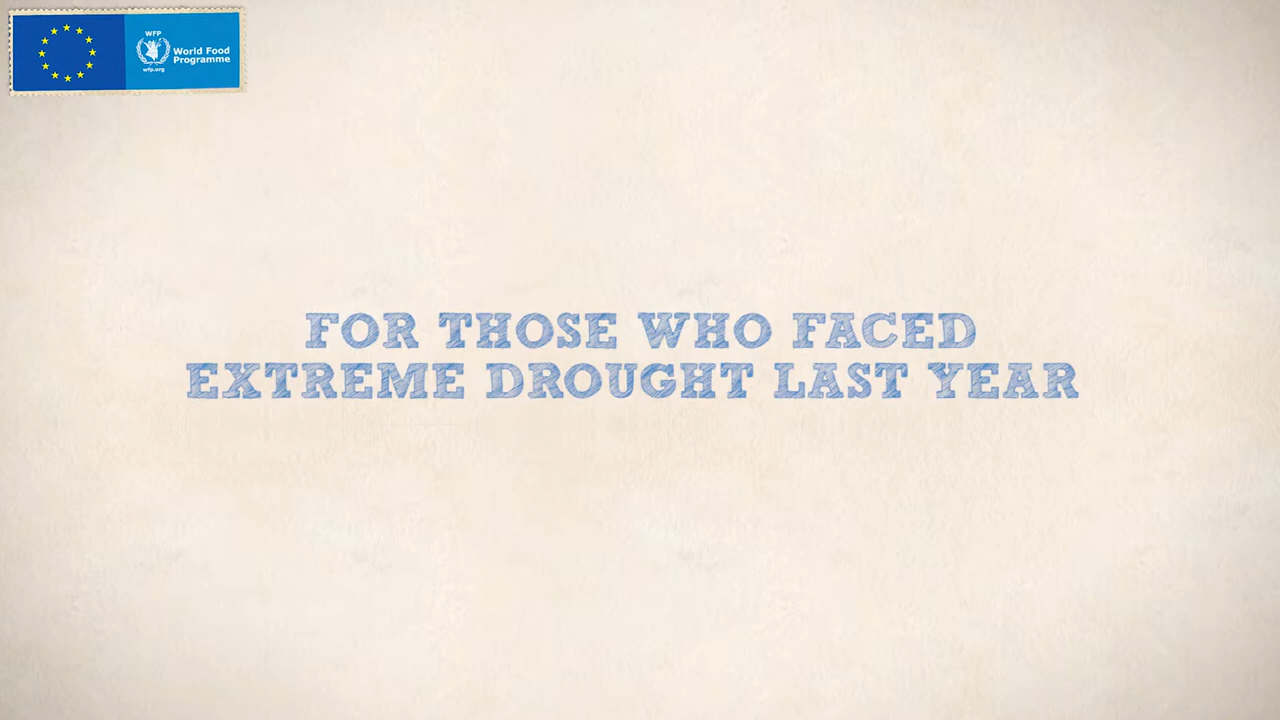 WFP
World Food
Programme
wfp.org
FOR THOSE WHO FACED
EXTREME DROUGHT LAST YEAR